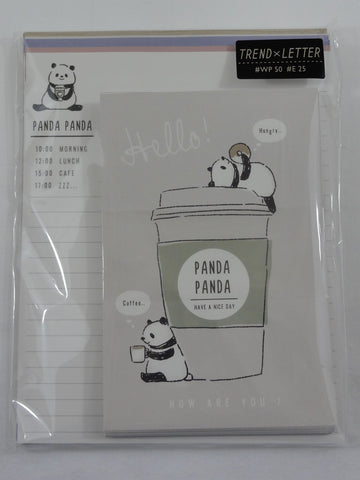 TREND×LETTER
#WP 50 #E 25
PANDA PANDA
10:00 MORNING
12:00 LUNCH
15:00 CAFE
17:00 ZZZ...
Hello!
Hungry..
PANDA
PANDA
HAVE A NICE DAY
Coffee..
HOW ARE YOU ?